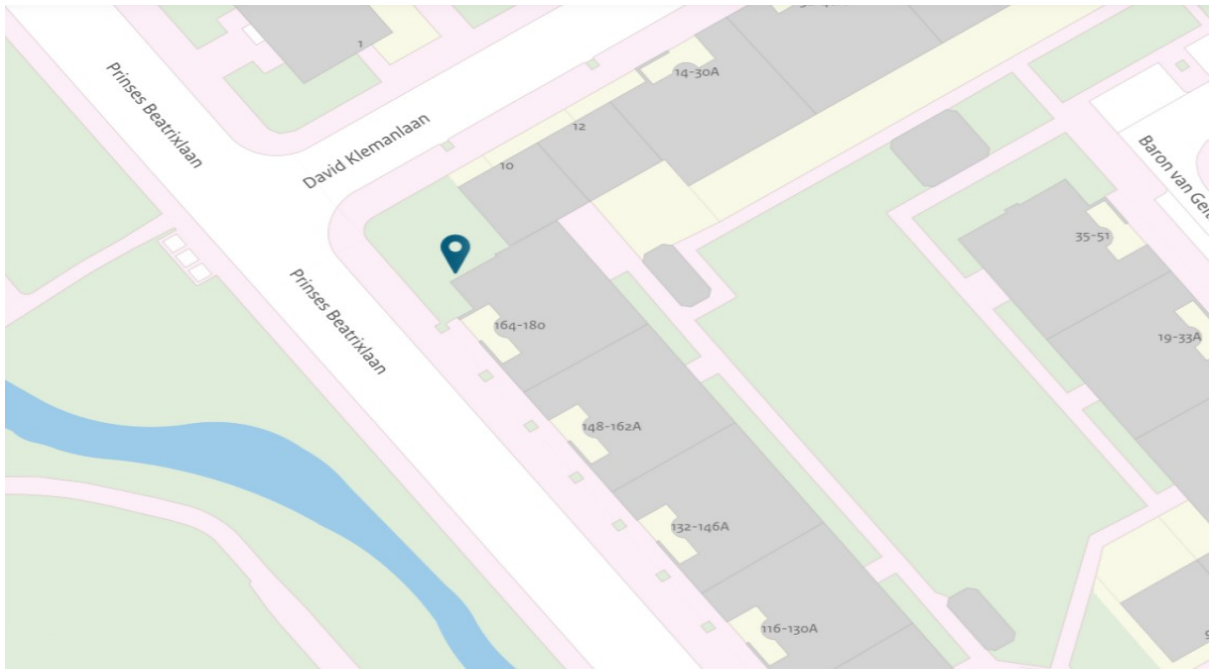 1
14-30A
Prinses Beatrixlaan
12
David Klemanlaan
10
Baron van
35-51
Prinses Beatrixlaan
164-180
19-33A
148-162A
132-146A
116-130A